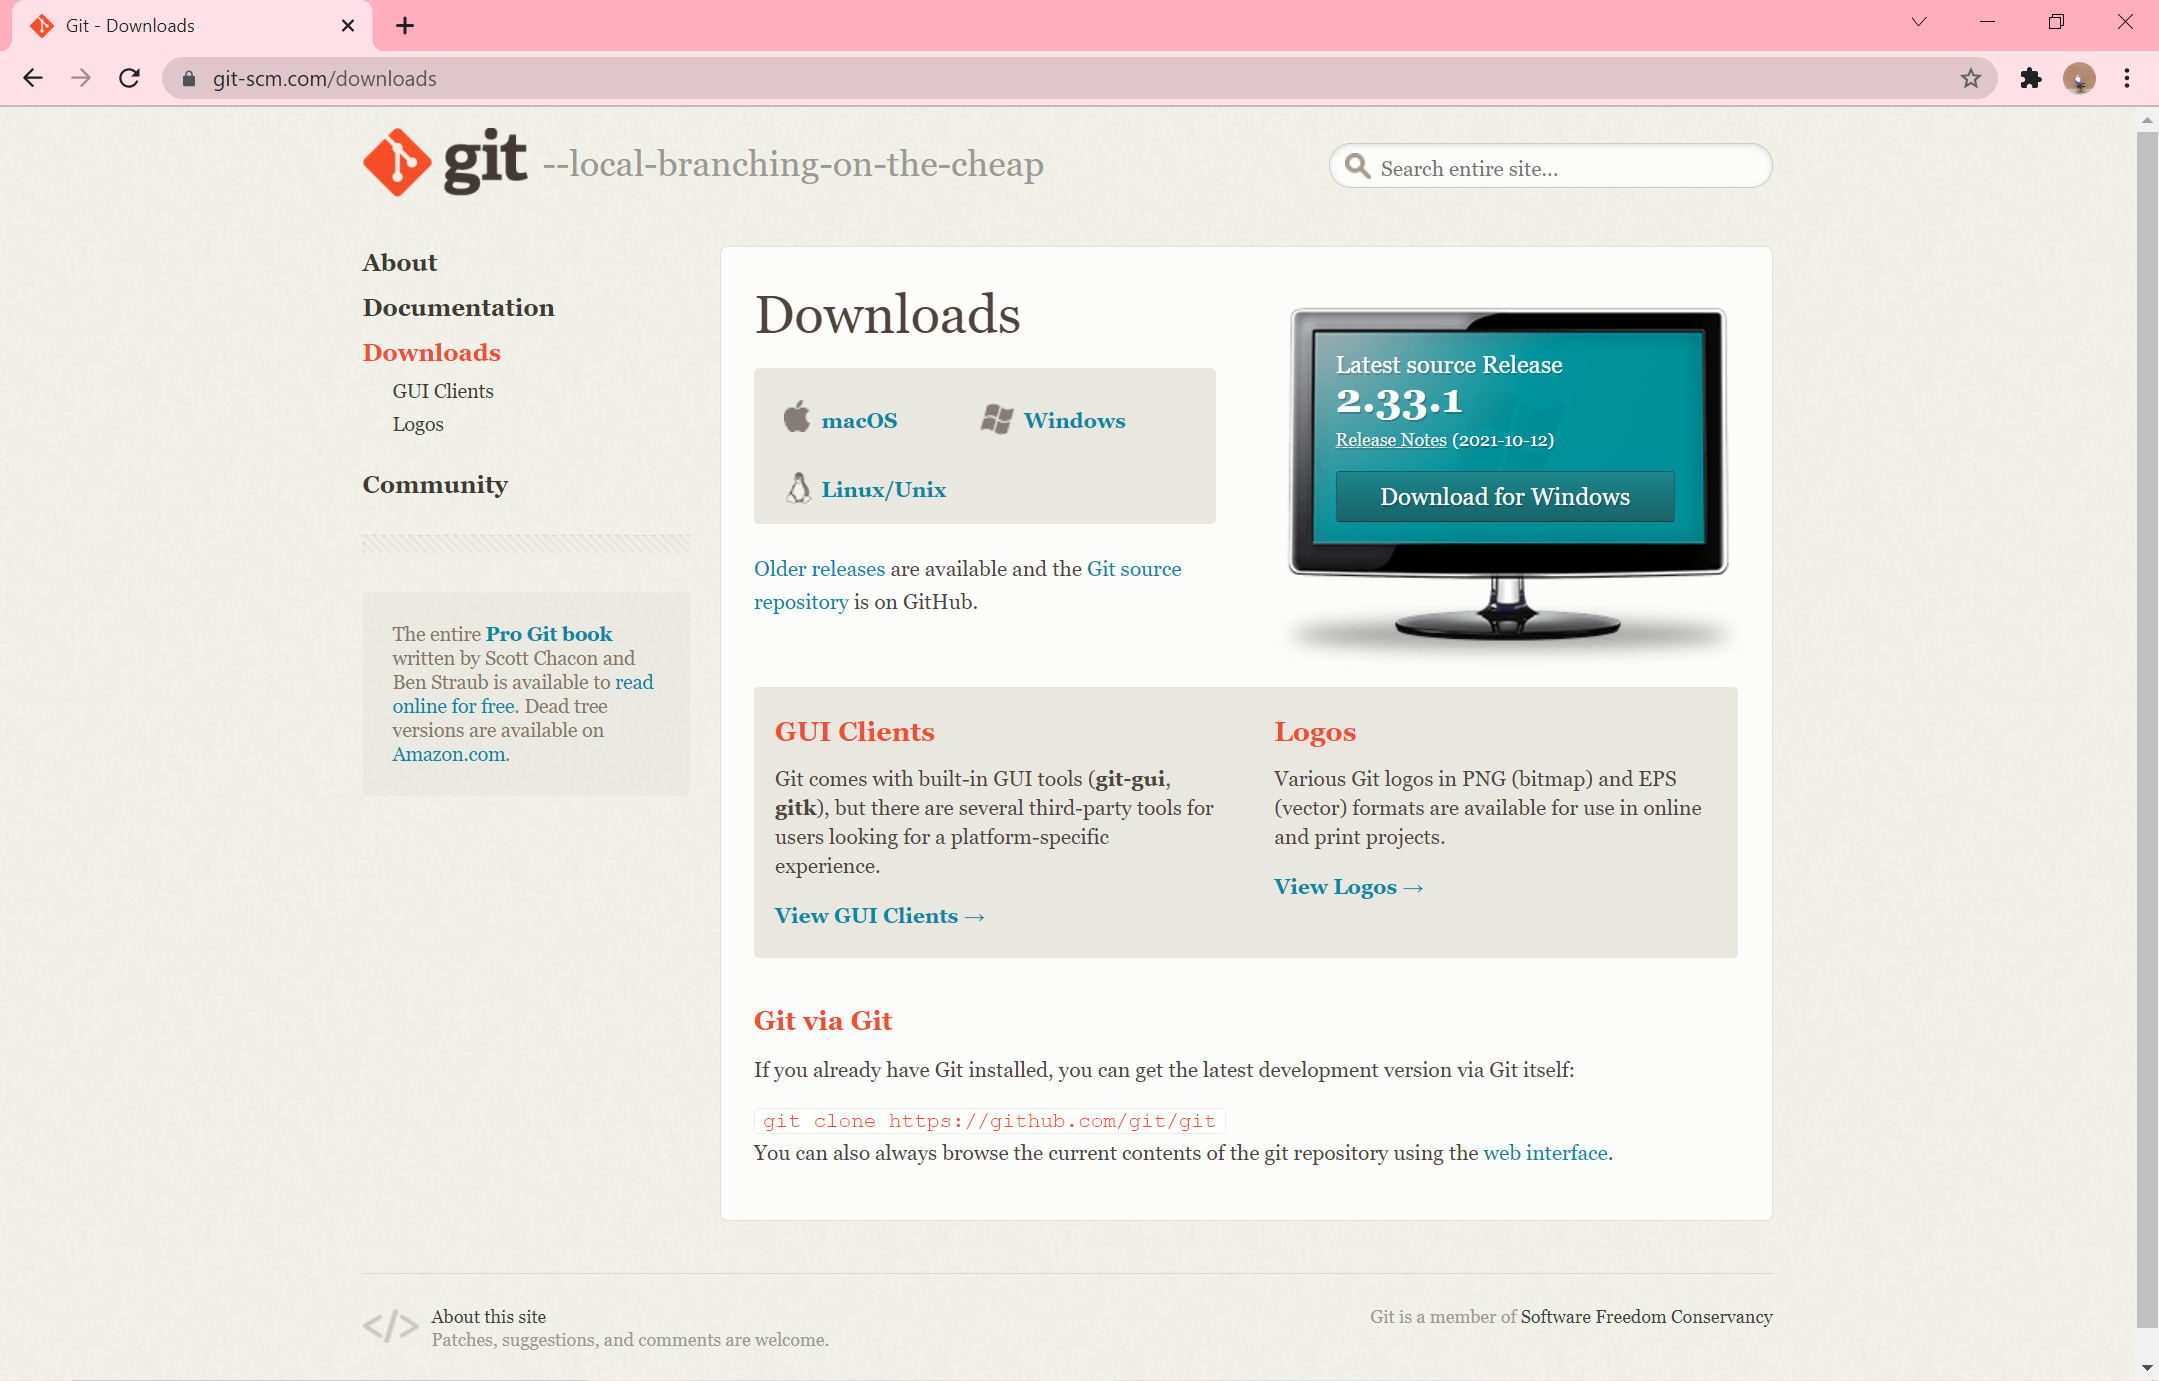 Git - Downloads
git-scm.com/downloads
git --local-branching-on-the-cheap
Search entire site...
About
Documentation
Downloads
GUI Clients
Logos
Community
The entire Pro Git book
written by Scott Chacon and
Ben Straub is available to read
online for free. Dead tree
versions are available on
Amazon.com.
Downloads
macOS
Windows
Linux/Unix
Older releases are available and the Git source
repository is on GitHub.
Latest source Release
2.33.1
Release Notes (2021-10-12)
Download for Windows
GUI Clients
Git comes with built-in GUI tools (git-gui,
gitk), but there are several third-party tools for
users looking for a platform-specific
experience.
View GUI Clients →
Logos
Various Git logos in PNG (bitmap) and EPS
(vector) formats are available for use in online
and print projects.
View Logos →
Git via Git
If you already have Git installed, you can get the latest development version via Git itself:
git clone https://github.com/git/git
You can also always browse the current contents of the git repository using the web interface.
</> About this site
Patches, suggestions, and comments are welcome.
Git is a member of Software Freedom Conservancy